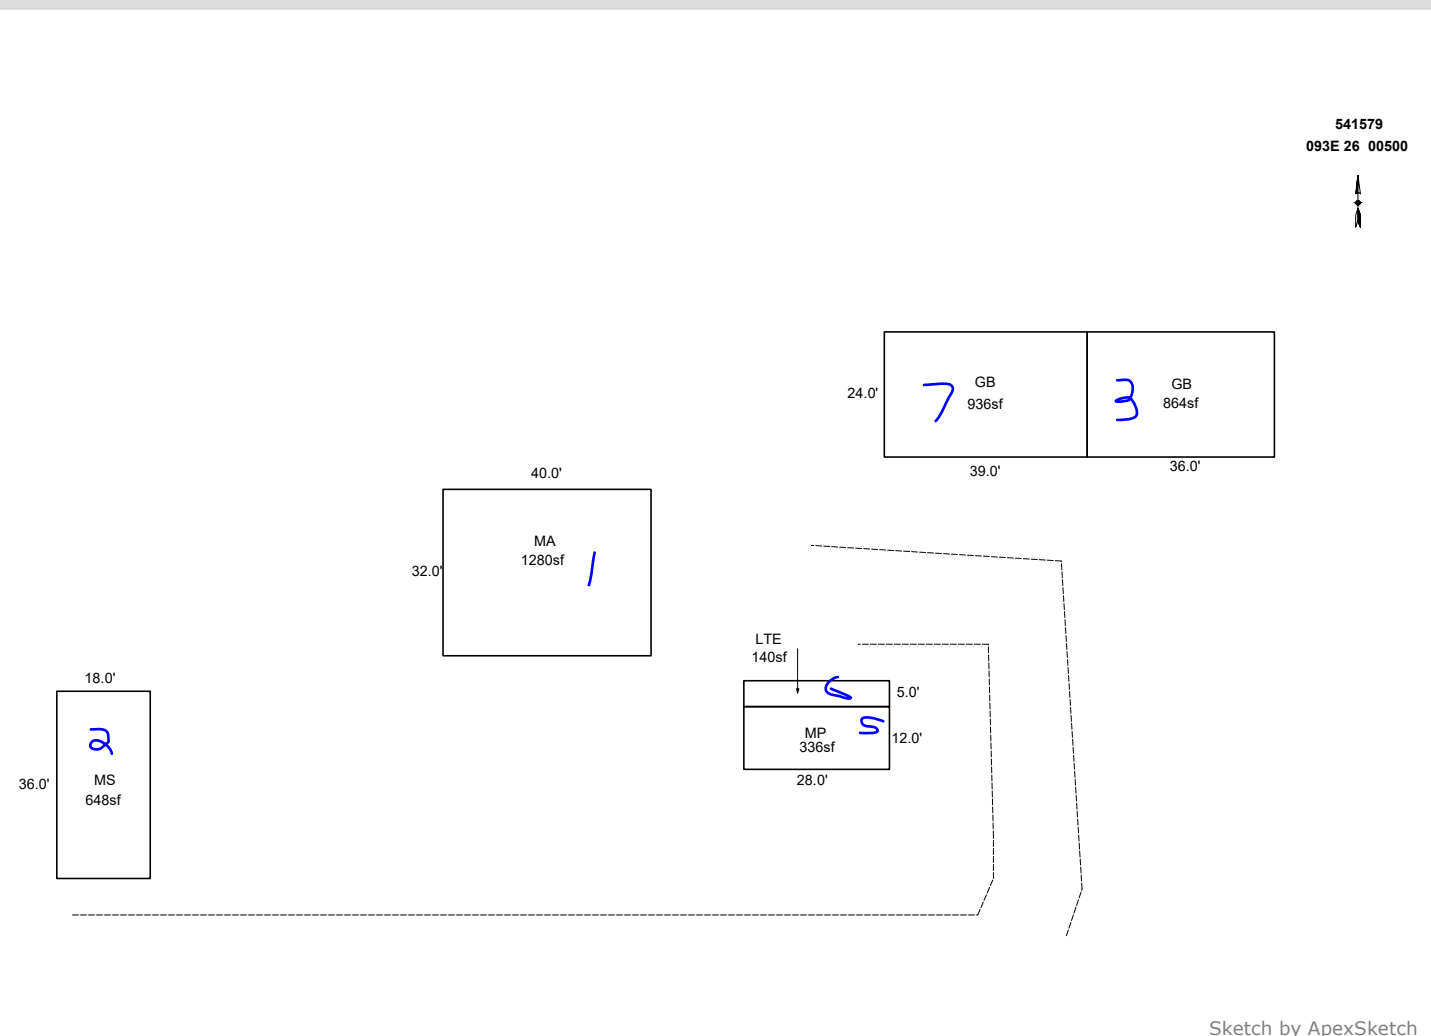 541579
093E 26  00500
24.0'
7
GB
936sf
3
GB
864sf
39.0'
36.0'
40.0'
32.0'
MA
1280sf
1
LTE
140sf
6
5.0'
MP
336sf
5
12.0'
28.0'
18.0'
36.0'
2
MS
648sf
Sketch by ApexSketch